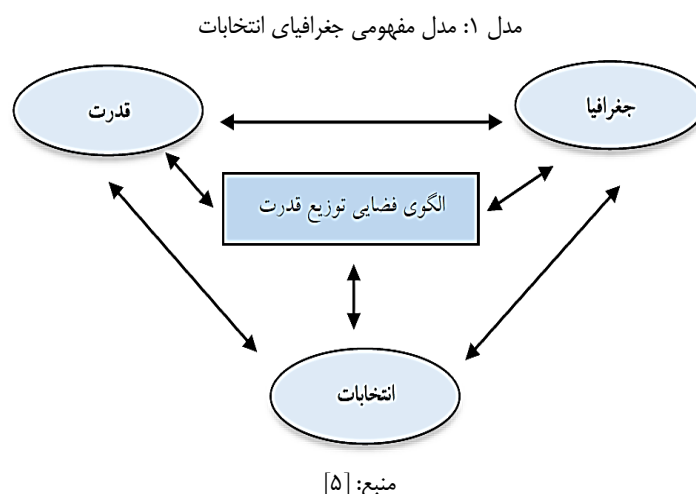 مدل ۱: مدل مفهومی جغرافیای انتخابات
جغرافیا
قدرت
الگوی فضایی توزیع قدرت
انتخابات
منبع: [۵]